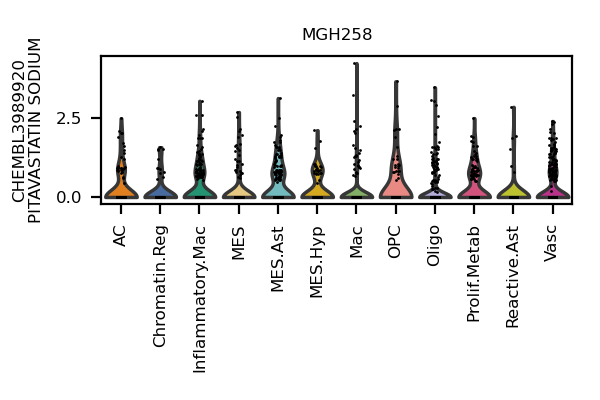 MGH258
CHEMBL3989920
PITAVASTATIN SODIUM
2.5
0.0
AC
Chromatin.Reg
Inflammatory.Mac
MES
MES.Ast
MES.Hyp
Mac
OPC
Oligo
Prolif.Metab
Reactive.Ast
Vasc